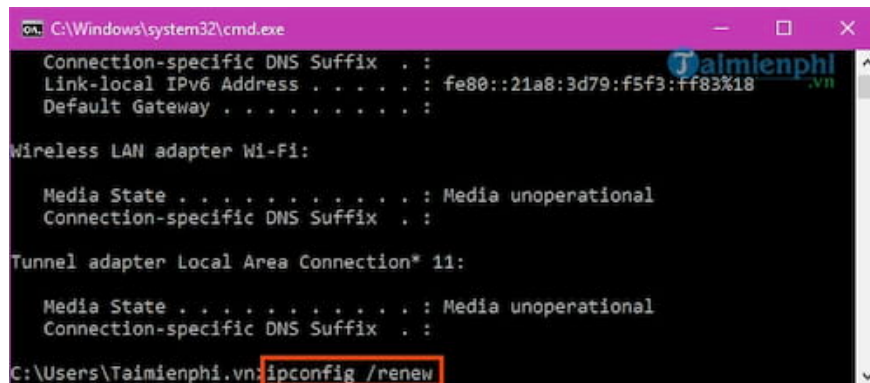 C:\Windows\system32\cmd.exe
Connection-specific DNS Suffix . :
Taimienphi
.vn
Link-local IPv6 Address . . . . . : fe80::21a8:3d79:f5f3:ff83%18
Default Gateway . . . . . . . . . :
Wireless LAN adapter Wi-Fi:
Media State . . . . . . . . . . . : Media unoperational
Connection-specific DNS Suffix . :
Tunnel adapter Local Area Connection* 11:
Media State . . . . . . . . . . . : Media unoperational
Connection-specific DNS Suffix . :
C:\Users\Taimienphi.vn>ipconfig /renew